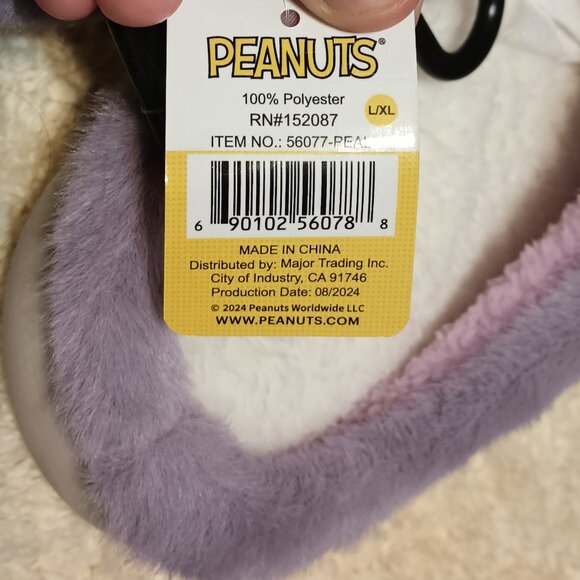 PEANUTS®
100% Polyester
RN#152087
L/XL
ITEM NO.: 56077-PEAL
6 90102 56078 8
MADE IN CHINA
Distributed by: Major Trading Inc.
City of Industry, CA 91746
Production Date: 08/2024
© 2024 Peanuts Worldwide LLC
WWW.PEANUTS.COM